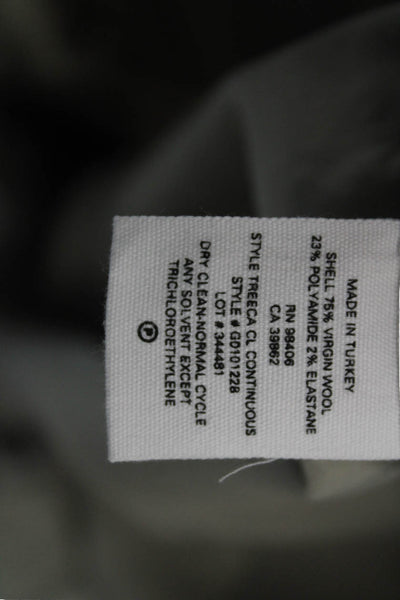 MADE IN TURKEY
SHELL 75% VIRGIN WOOL
23% POLYAMIDE 2% ELASTANE
RN 98406
CA 39862
STYLE TREECA CL CONTINUOUS
STYLE # G0101228
LOT # 344481
DRY CLEAN-NORMAL CYCLE
ANY SOLVENT EXCEPT
TRICHLOROETHYLENE
P